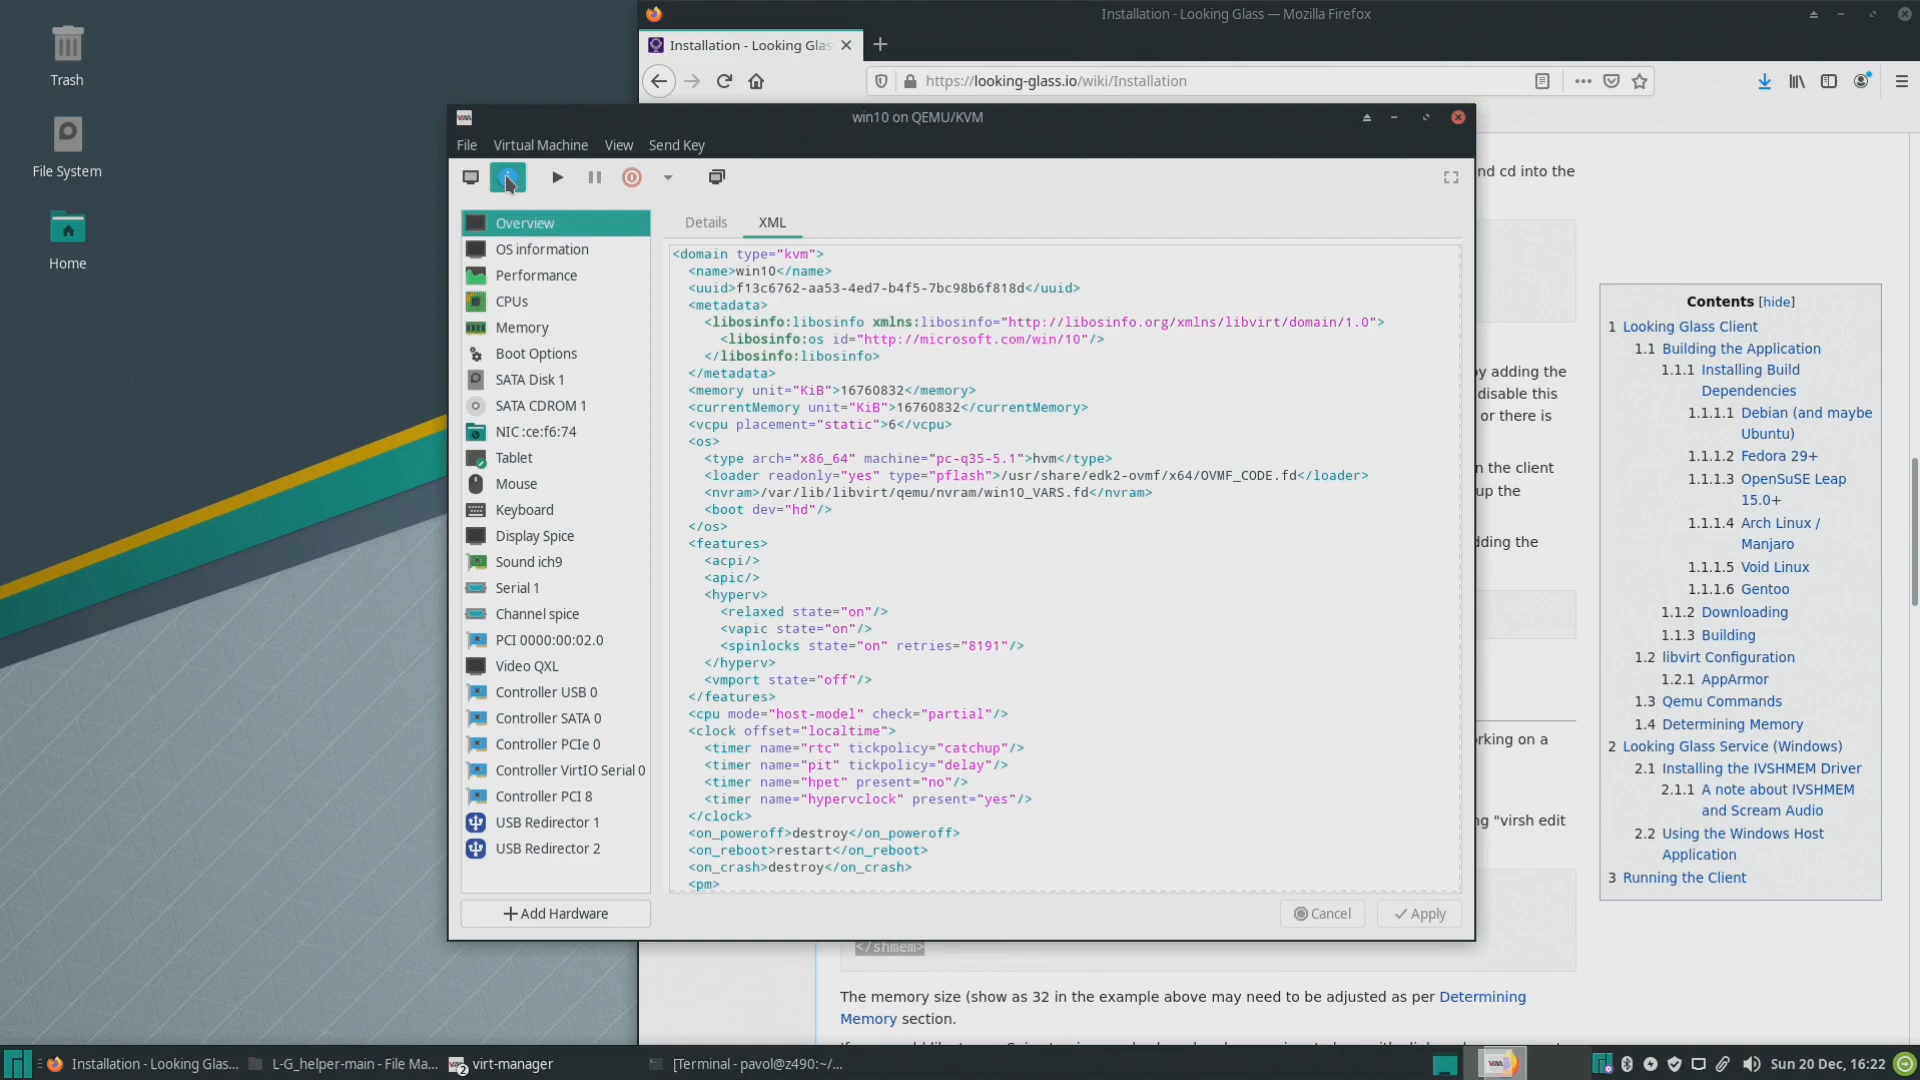 Trash
File System
Home
Installation - Looking Glass — Mozilla Firefox
Installation - Looking Glas
https://looking-glass.io/wiki/Installation
win10 on QEMU/KVM
File
Virtual Machine
View
Send Key
Overview
OS information
Performance
CPUs
Memory
Boot Options
SATA Disk 1
SATA CDROM 1
NIC :ce:f6:74
Tablet
Mouse
Keyboard
Display Spice
Sound ich9
Serial 1
Channel spice
PCI 0000:00:02.0
Video QXL
Controller USB 0
Controller SATA 0
Controller PCIe 0
Controller VirtIO Serial 0
Controller PCI 8
USB Redirector 1
USB Redirector 2
Add Hardware
Details
XML
<domain type="kvm">
<name>win10</name>
<uuid>f13c6762-aa53-4ed7-b4f5-7bc98b6f818d</uuid>
<metadata>
<libosinfo:libosinfo xmlns:libosinfo="http://libosinfo.org/xmlns/libvirt/domain/1.0">
<libosinfo:os id="http://microsoft.com/win/10"/>
</libosinfo:libosinfo>
</metadata>
<memory unit="KiB">16760832</memory>
<currentMemory unit="KiB">16760832</currentMemory>
<vcpu placement="static">6</vcpu>
<os>
<type arch="x86_64" machine="pc-q35-5.1">hvm</type>
<loader readonly="yes" type="pflash">/usr/share/edk2-ovmf/x64/OVMF_CODE.fd</loader>
<nvram>/var/lib/libvirt/qemu/nvram/win10_VARS.fd</nvram>
<boot dev="hd"/>
</os>
<features>
<acpi/>
<apic/>
<hyperv>
<relaxed state="on"/>
<vapic state="on"/>
<spinlocks state="on" retries="8191"/>
</hyperv>
<vmport state="off"/>
</features>
<cpu mode="host-model" check="partial"/>
<clock offset="localtime">
<timer name="rtc" tickpolicy="catchup"/>
<timer name="pit" tickpolicy="delay"/>
<timer name="hpet" present="no"/>
<timer name="hypervclock" present="yes"/>
</clock>
<on_poweroff>destroy</on_poweroff>
<on_reboot>restart</on_reboot>
<on_crash>destroy</on_crash>
<pm>
Cancel
Apply
nd cd into the
by adding the
disable this
or there is
n the client
up the
dding the
rking on a
ng "virsh edit
</shmem>
The memory size (show as 32 in the example above may need to be adjusted as per Determining
Memory section.
Contents [hide]
1 Looking Glass Client
1.1 Building the Application
1.1.1 Installing Build
Dependencies
1.1.1.1 Debian (and maybe
Ubuntu)
1.1.1.2 Fedora 29+
1.1.1.3 OpenSuSE Leap
15.0+
1.1.1.4 Arch Linux /
Manjaro
1.1.1.5 Void Linux
1.1.1.6 Gentoo
1.1.2 Downloading
1.1.3 Building
1.2 libvirt Configuration
1.2.1 AppArmor
1.3 Qemu Commands
1.4 Determining Memory
2 Looking Glass Service (Windows)
2.1 Installing the IVSHMEM Driver
2.1.1 A note about IVSHMEM
and Scream Audio
2.2 Using the Windows Host
Application
3 Running the Client
Installation - Looking Glas...
L-G_helper-main - File Ma...
2
virt-manager
[Terminal - pavol@z490:~/...
Sun 20 Dec, 16:22